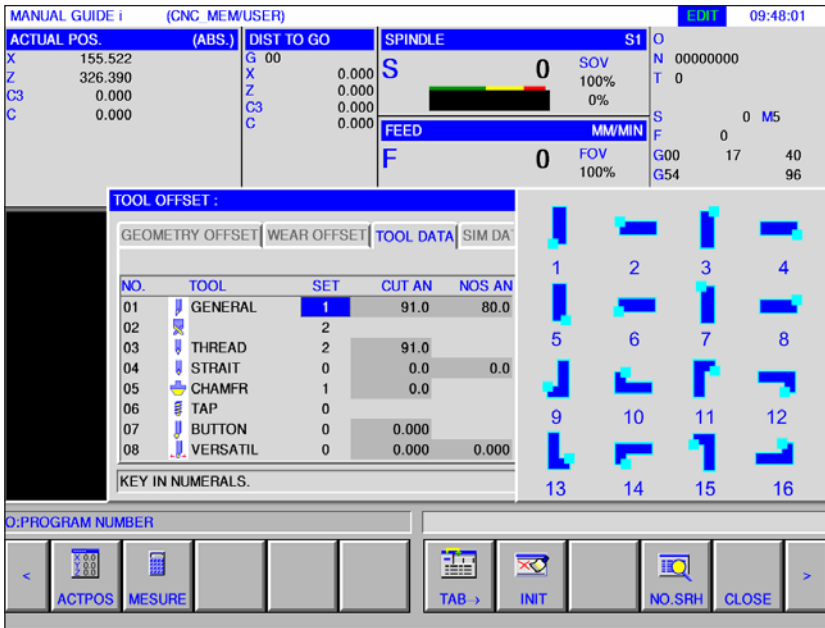 MANUAL GUIDE i (CNC_MEM/USER) EDIT 09:48:01
ACTUAL POS. (ABS.)
X 155.522
Z 326.390
C3 0.000
C 0.000
DIST TO GO
G 00
X 0.000
Z 0.000
C3 0.000
C 0.000
SPINDLE S1
S 0 SOV
100%
0%
FEED MM/MIN
F 0 FOV
100%
O
N 00000000
T 0
S 0 M5
F 0
G00 17 40
G54 96
TOOL OFFSET :
GEOMETRY OFFSET WEAR OFFSET TOOL DATA SIM DA
NO. TOOL SET CUT AN NOS AN
01 GENERAL 1 91.0 80.0
02 2
03 THREAD 2 91.0
04 STRAIT 0 0.0 0.0
05 CHAMFR 1 0.0
06 TAP 0
07 BUTTON 0 0.000
08 VERSATIL 0 0.000 0.000
KEY IN NUMERALS.
1 2 3 4
5 6 7 8
9 10 11 12
13 14 15 16
O:PROGRAM NUMBER
< ACTPOS MESURE TAB→ INIT NO.SRH CLOSE >